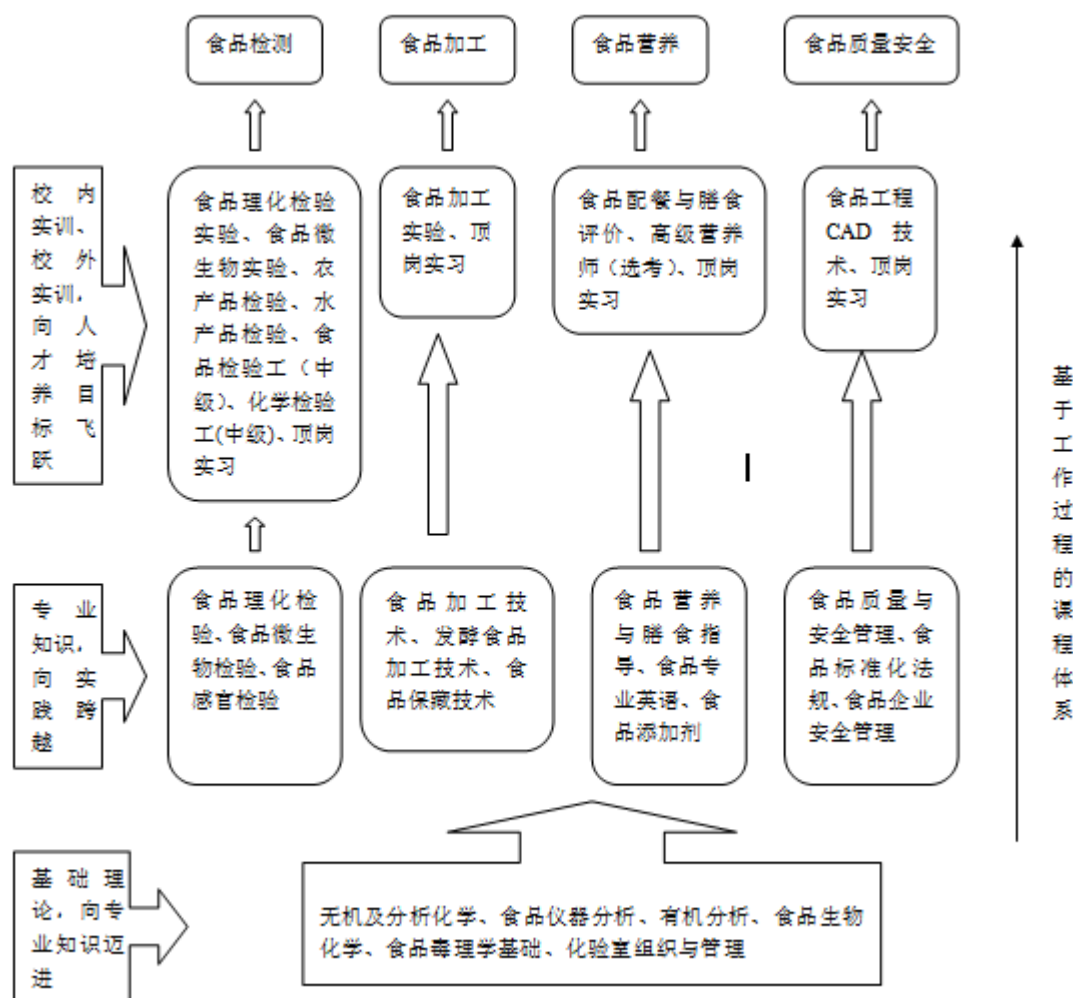 食品检测
食品加工
食品营养
食品质量安全
校内
实训、
校外
实训，
向人
才培
养目
标飞
跃
食品理化检验
实验、食品微
生物实验、农
产品检验、水
产品检验、食
品检验工（中
级）、化学检验
工(中级)、顶岗
实习
食品加工
实验、顶
岗实习
食品配餐与膳食
评价、高级营养
师（选考）、顶岗
实习
食品工程
CAD 技
术、顶岗
实习
专业
知识，
向实
践跨
越
食品理化检
验、食品微生
物检验、食品
感官检验
食品加工技
术、发酵食品
加工技术、食
品保藏技术
食品营养
与膳食指
导、食品专
业英语、食
品添加剂
食品质量与
安全管理、食
品标准化法
规、食品企业
安全管理
基础理
论，向专
业知识迈
进
无机及分析化学、食品仪器分析、有机分析、食品生物
化学、食品毒理学基础、化验室组织与管理
基于工作过程的课程体系